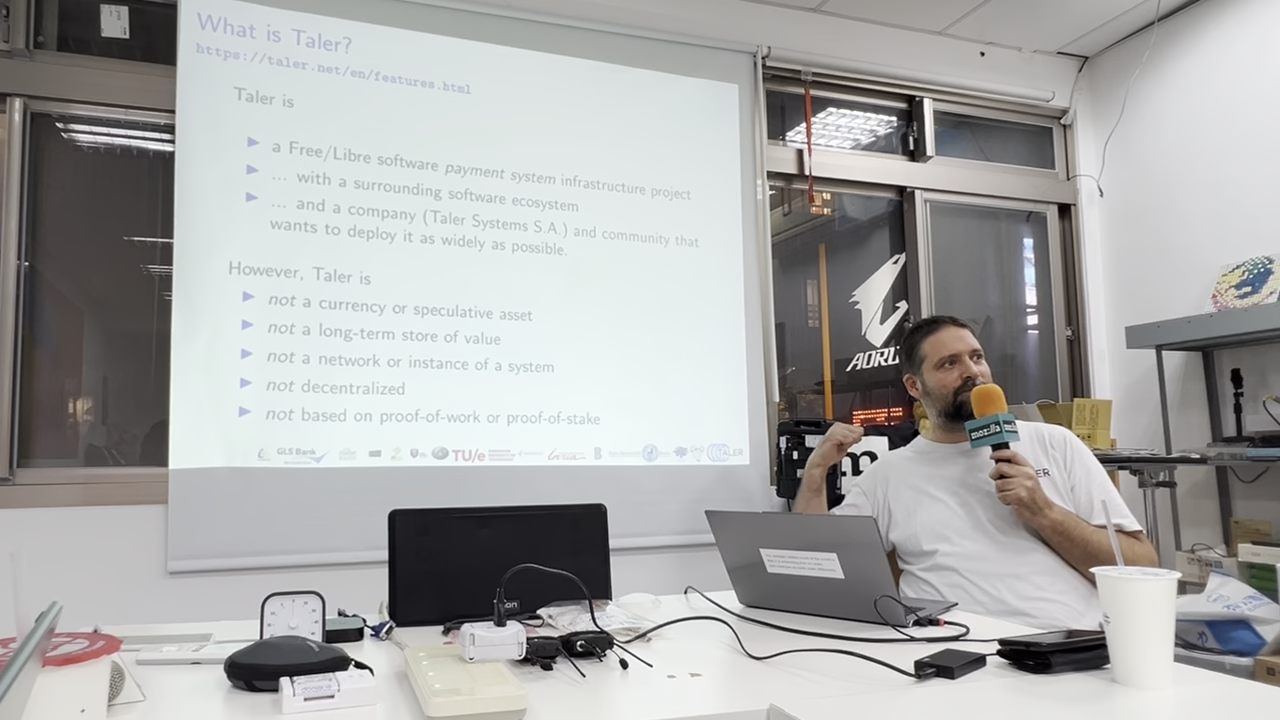 What is Taler?
https://taler.net/en/features.html
Taler is
a Free/Libre software payment system infrastructure project
... with a surrounding software ecosystem
... and a company (Taler Systems S.A.) and community that
wants to deploy it as widely as possible.
However, Taler is
not a currency or speculative asset
not a long-term store of value
not a network or instance of a system
not decentralized
not based on proof-of-work or proof-of-stake
GLS Bank
TU/e
TALER
AORUS
moz://a
ER